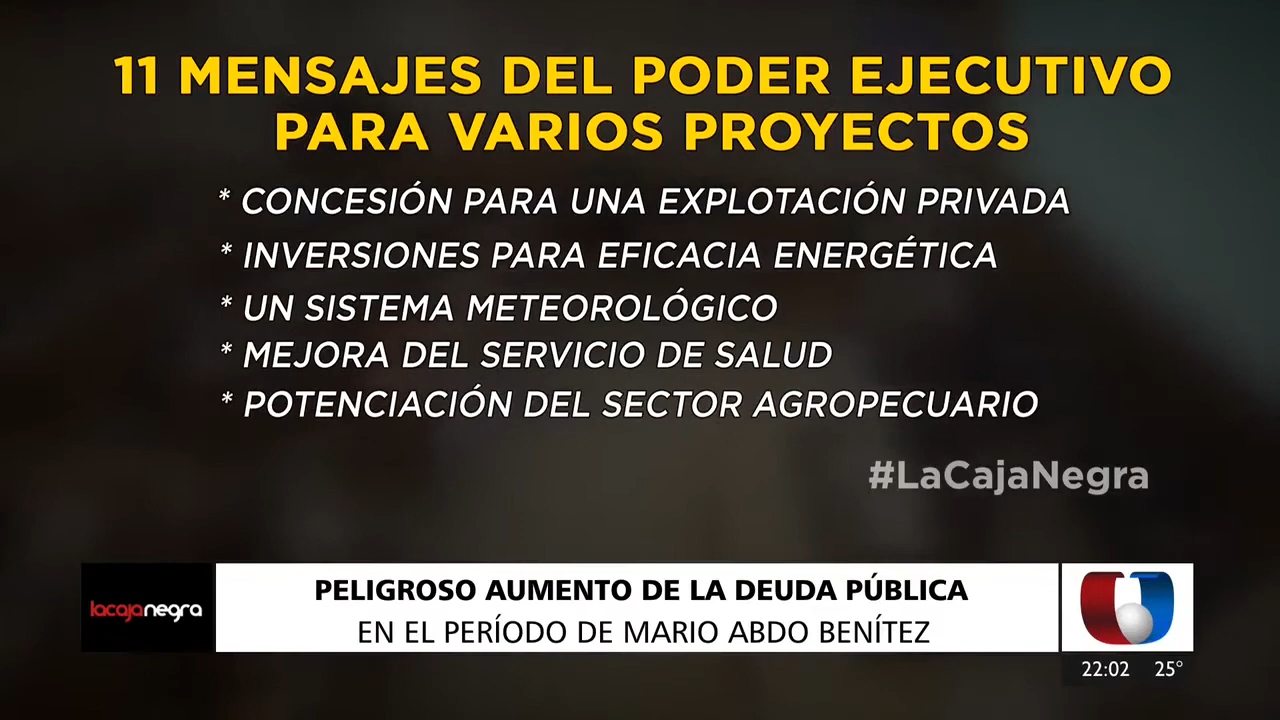 11 MENSAJES DEL PODER EJECUTIVO
PARA VARIOS PROYECTOS
* CONCESIÓN PARA UNA EXPLOTACIÓN PRIVADA
* INVERSIONES PARA EFICACIA ENERGÉTICA
* UN SISTEMA METEOROLÓGICO
* MEJORA DEL SERVICIO DE SALUD
* POTENCIACIÓN DEL SECTOR AGROPECUARIO
#LaCajaNegra
lacajanegra
PELIGROSO AUMENTO DE LA DEUDA PÚBLICA
EN EL PERÍODO DE MARIO ABDO BENÍTEZ
22:02 25°